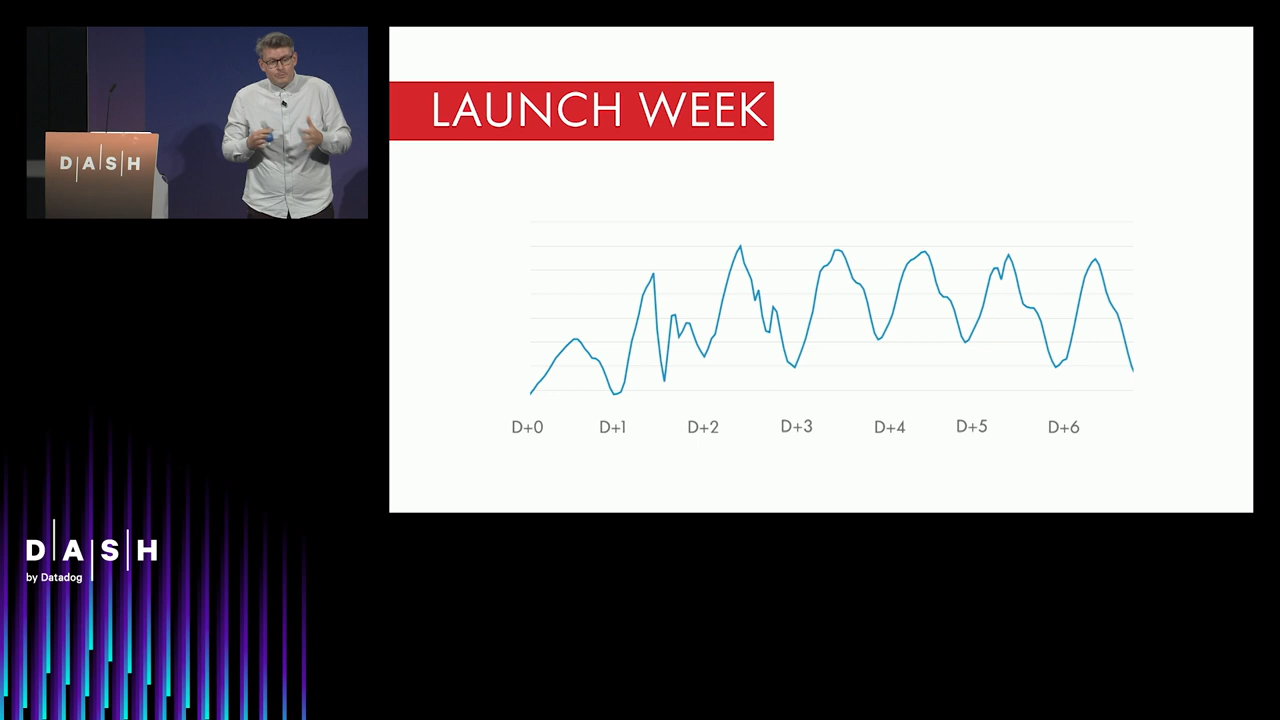 D|A|S|H
LAUNCH WEEK
D+0 D+1 D+2 D+3 D+4 D+5 D+6
D|A|S|H
by Datadog